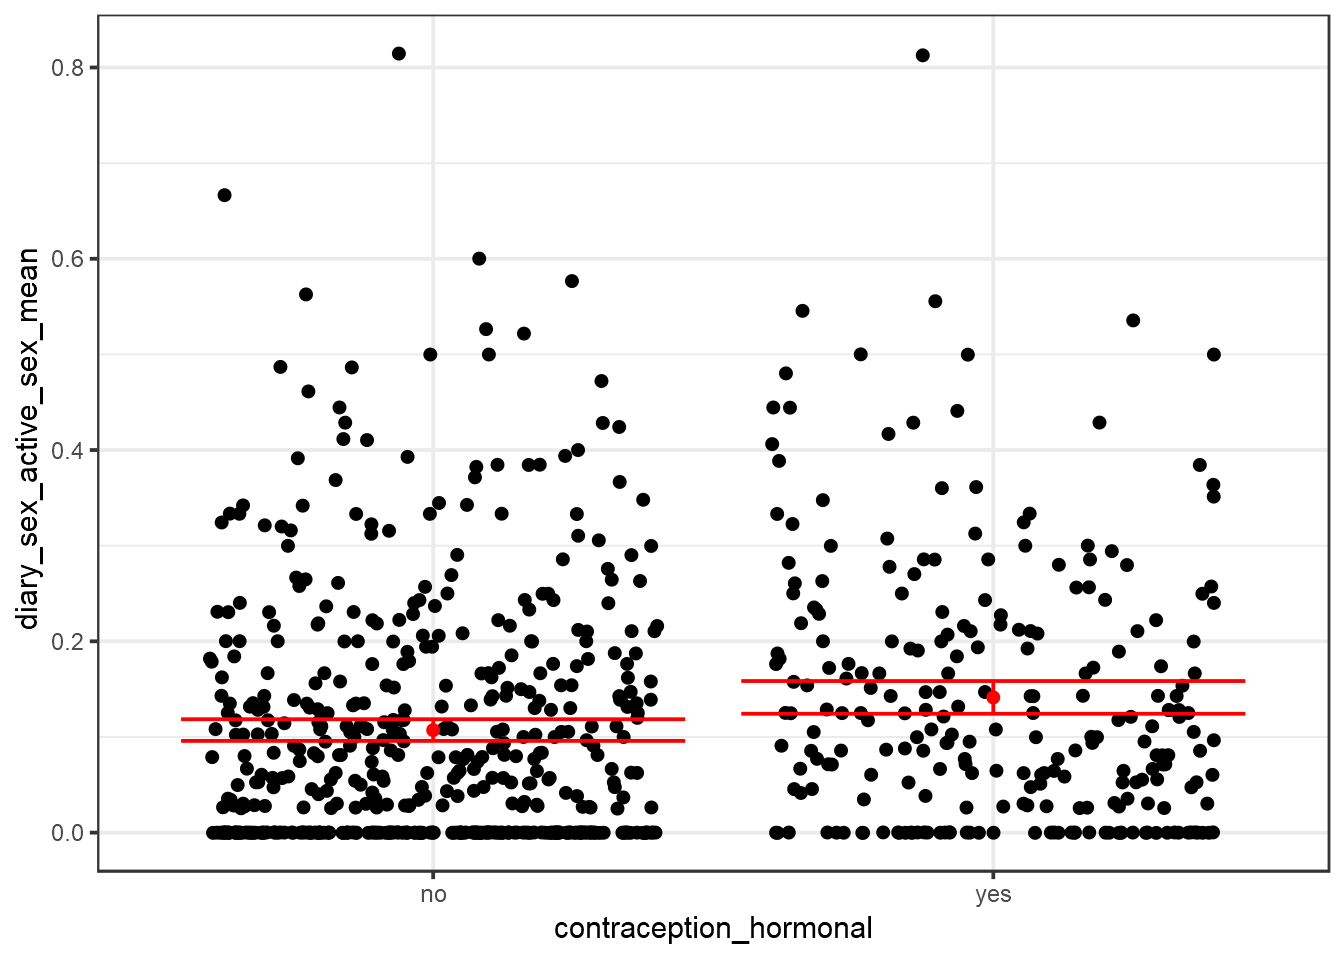 diary_sex_active_sex_mean
0.8
0.6
0.4
0.2
0.0
no
yes
contraception_hormonal